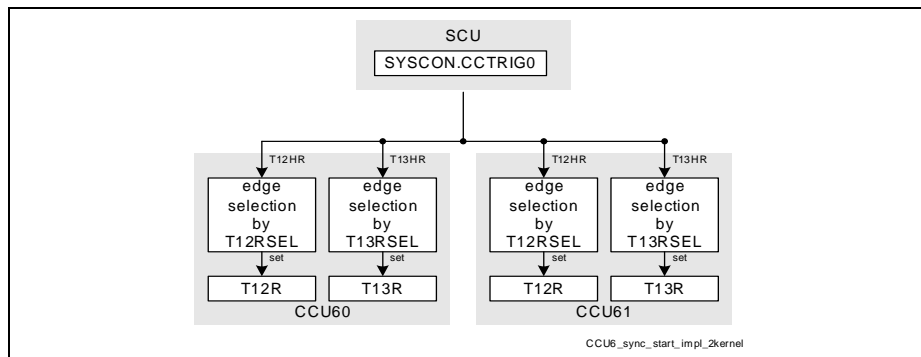 SCU
SYSCON.CCTRIG0
T12HR T13HR T12HR T13HR
edge edge edge edge
selection selection selection selection
by by by by
T12RSEL T13RSEL T12RSEL T13RSEL
set set set set
T12R T13R T12R T13R
CCU60 CCU61
CCU6_sync_start_impl_2kernel